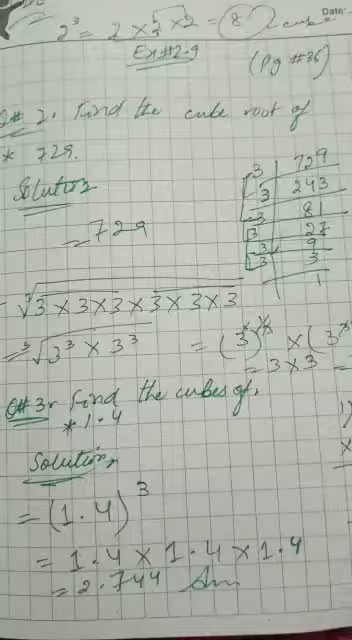 Date:
2³ = 2 × 2 × 2 = 8
Ex#2.9
(Pg #36)
Q# 2. Find the cube root of
* 729.
Solution
= 729
3 | 729
3 | 243
3 | 81
3 | 27
3 | 9
3 | 3
1
∛3×3×3×3×3×3
= ∛3³ × 3³
= (3
× (3
= 3×3
Q# 3. Find the cubes of.
* 1.4
Solution,
= (1.4)³
= 1.4 × 1.4 × 1.4
= 2.744 Ans